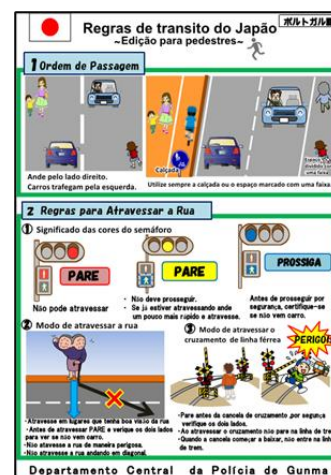 Regras de transito do Japão
ポルトガル語
~Edição para pedestres~
1 Ordem de Passagem
Calçada
Ande pelo lado direito.
Carros trafegam pela esquerda.
Utilize sempre a calçada ou o espaço marcado com uma faixa
2 Regras para Atravessar a Rua
① Significado das cores do semáforo
PARE
PARE
PROSSIGA
Não pode atravessar
- Não deve prosseguir.
- Se já estiver atravessando ande
um pouco mais rapido e atravesse.
Antes de prosseguir por
segurança, certifique-se
se não vem carro.
② Modo de atravessar a rua
③ Modo de atravessar o
cruzamento de linha férrea
PERIGO!
・Atravesse em lugares que tenha boa visão da rua
・Antes de atravessar PARE e verique os dois lados
para ver se não vem carro.
・Não atavesse a rua de maneira perigosa.
・Não atavesse a rua andando em diagonal.
・Pare antes da cancela de cruzamento ,por segurança
verifique os dois lados.
・Ao atravessar o cruzamento não pare na linha de trem
・Quando a cancela começar a baixar, não entre na linha
de trem.
Departamento Central da Polícia de Gunma